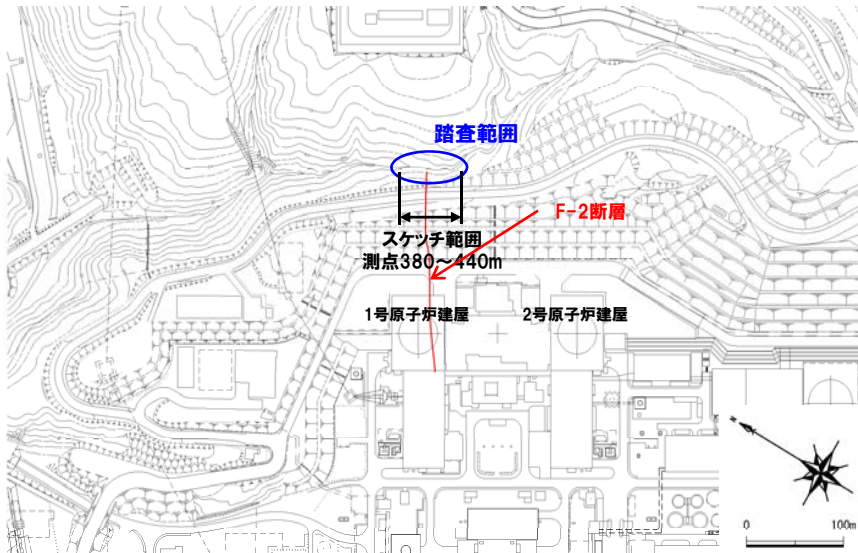 踏査範囲
F-2断層
スケッチ範囲
測点380～440m
1号原子炉建屋
2号原子炉建屋
N
0 100m